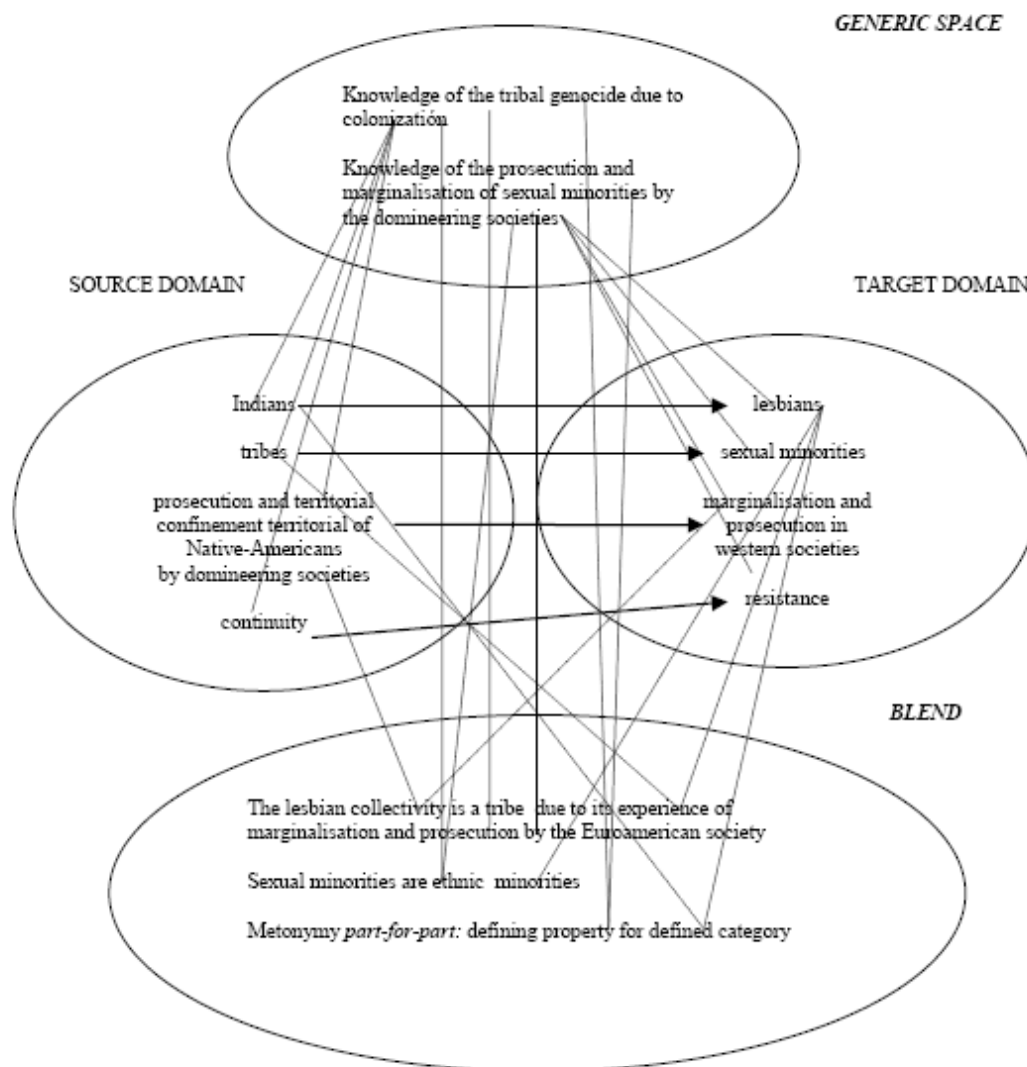 GENERIC SPACE
Knowledge of the tribal genocide due to
colonización
Knowledge of the prosecution and
marginalisation of sexual minorities by
the domineering societies
SOURCE DOMAIN
TARGET DOMAIN
Indians
lesbians
tribes
sexual minorities
prosecution and territorial
confinement territorial of
Native-Americans
by domineering societies
marginalisation and
prosecution in
western societies
continuity
resistance
BLEND
The lesbian collectivity is a tribe due to its experience of
marginalisation and prosecution by the Euroamerican society
Sexual minorities are ethnic minorities
Metonymy part-for-part: defining property for defined category